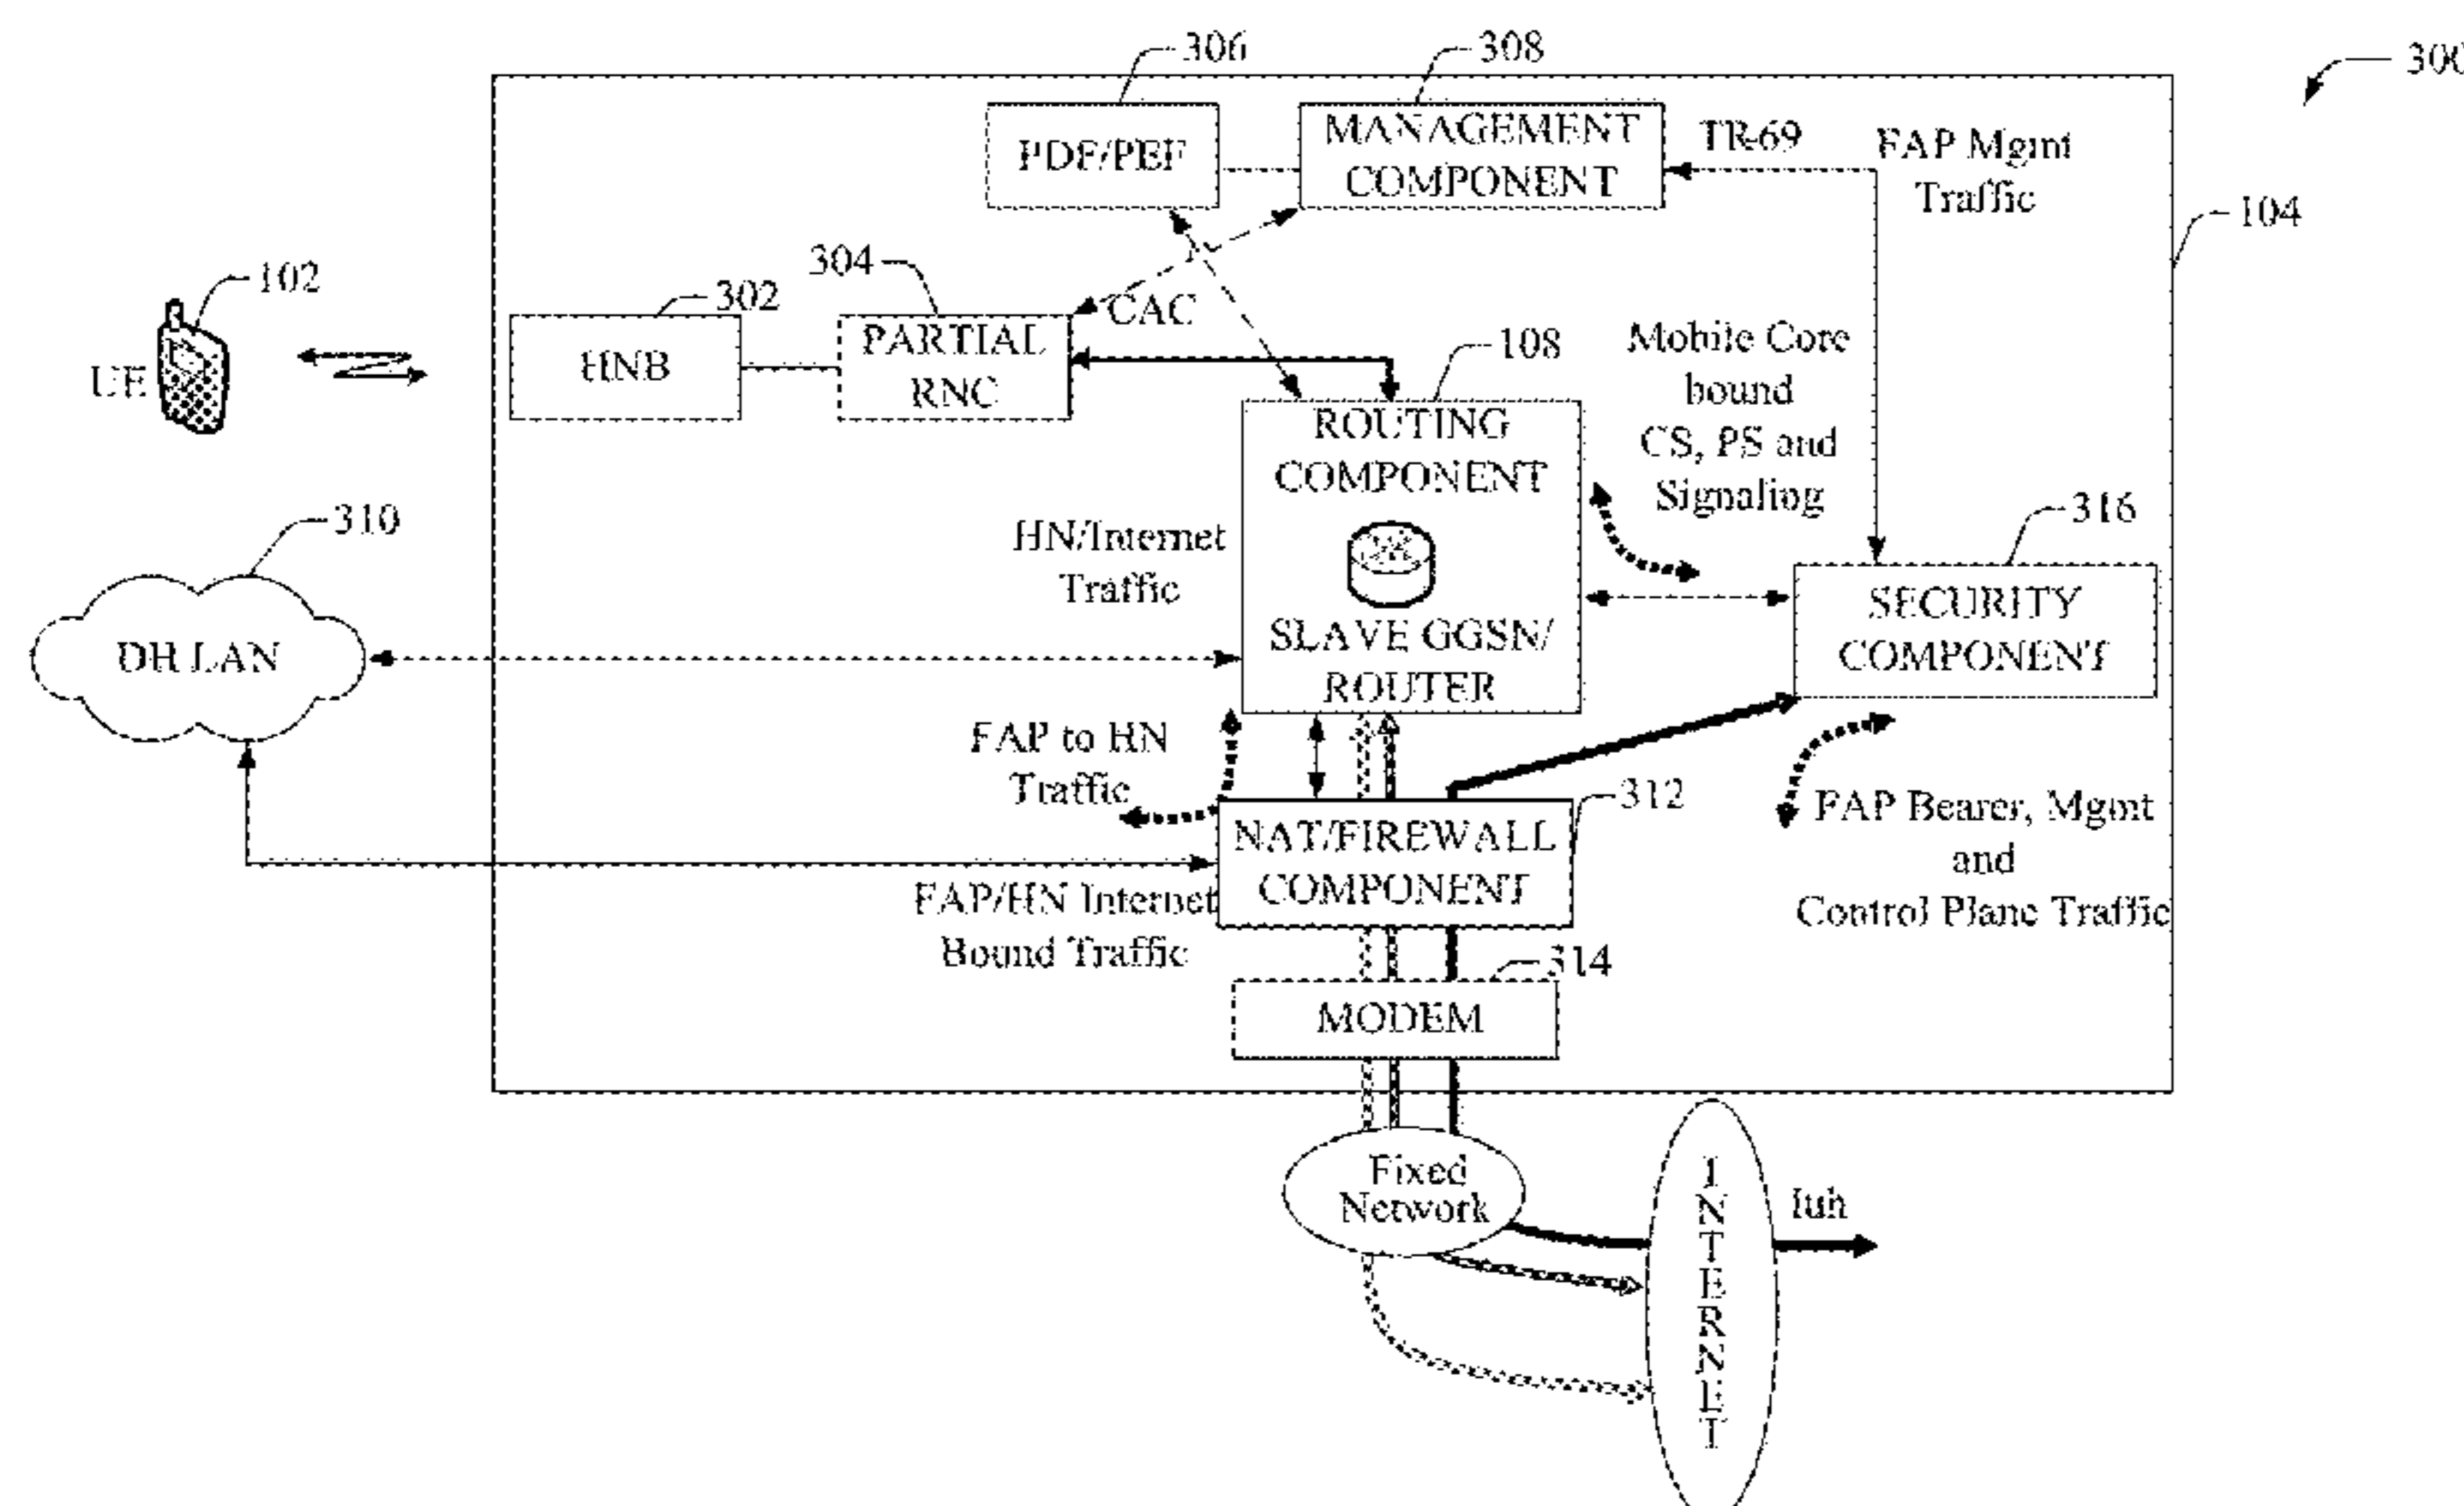 306
308
300
PDF/PEF
MANAGEMENT
COMPONENT
TR-69
FAP Mgmt
Traffic
104
102
UE
302
HNB
304
PARTIAL
RNC
CAC
108
ROUTING
COMPONENT
SLAVE GGSN/
ROUTER
Mobile Core
bound
CS, PS and
Signaling
316
SECURITY
COMPONENT
310
DH LAN
HN/Internet
Traffic
FAP to HN
Traffic
312
NAT/FIREWALL
COMPONENT
FAP Bearer, Mgmt
and
Control Plane Traffic
FAP/HN Internet
Bound Traffic
314
MODEM
Fixed
Network
INTERNET
Iuh